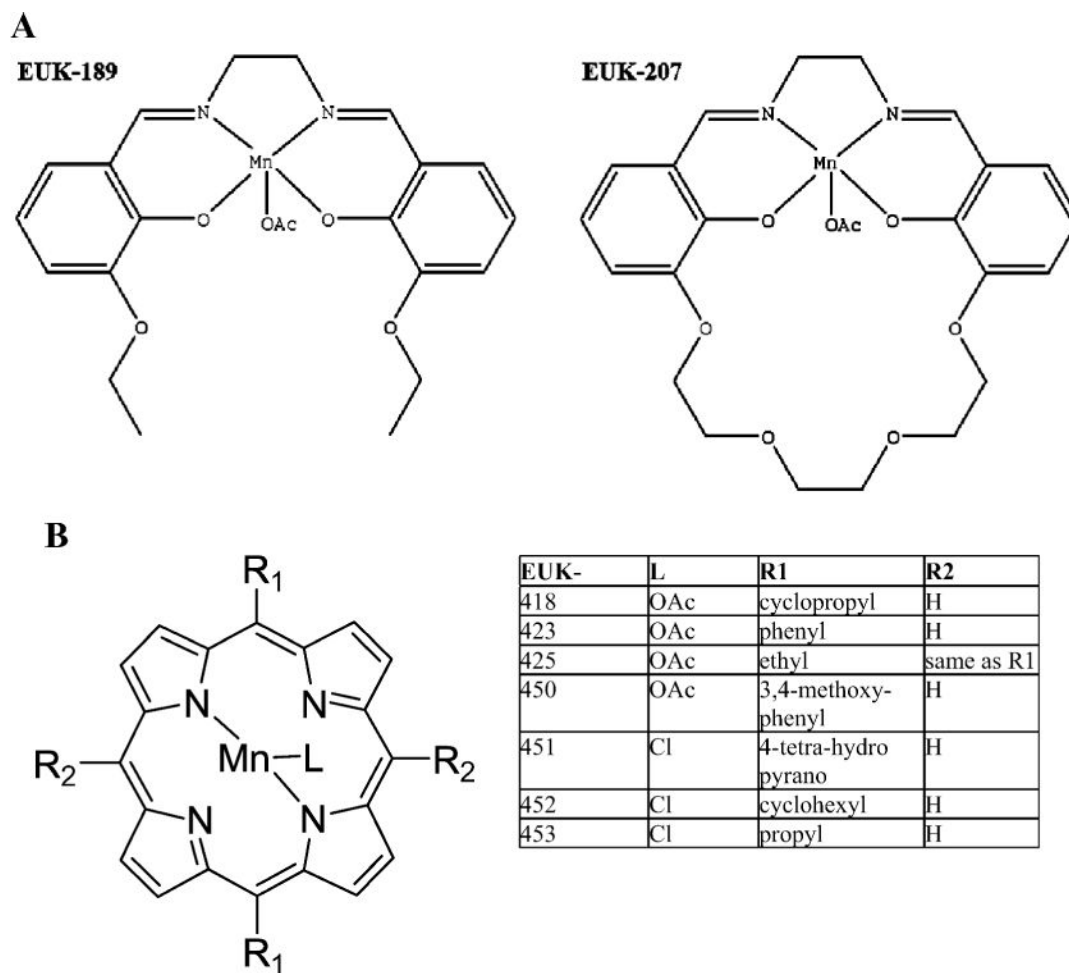 A
EUK-189
EUK-207
N N
Mn
O OAc O
O O
N N
Mn
O OAc O
O O
O O
B
R1
N N
R2 Mn L R2
N N
R1
EUK- L R1 R2
418 OAc cyclopropyl H
423 OAc phenyl H
425 OAc ethyl same as R1
450 OAc 3,4-methoxy-
phenyl H
451 Cl 4-tetra-hydro
pyrano H
452 Cl cyclohexyl H
453 Cl propyl H